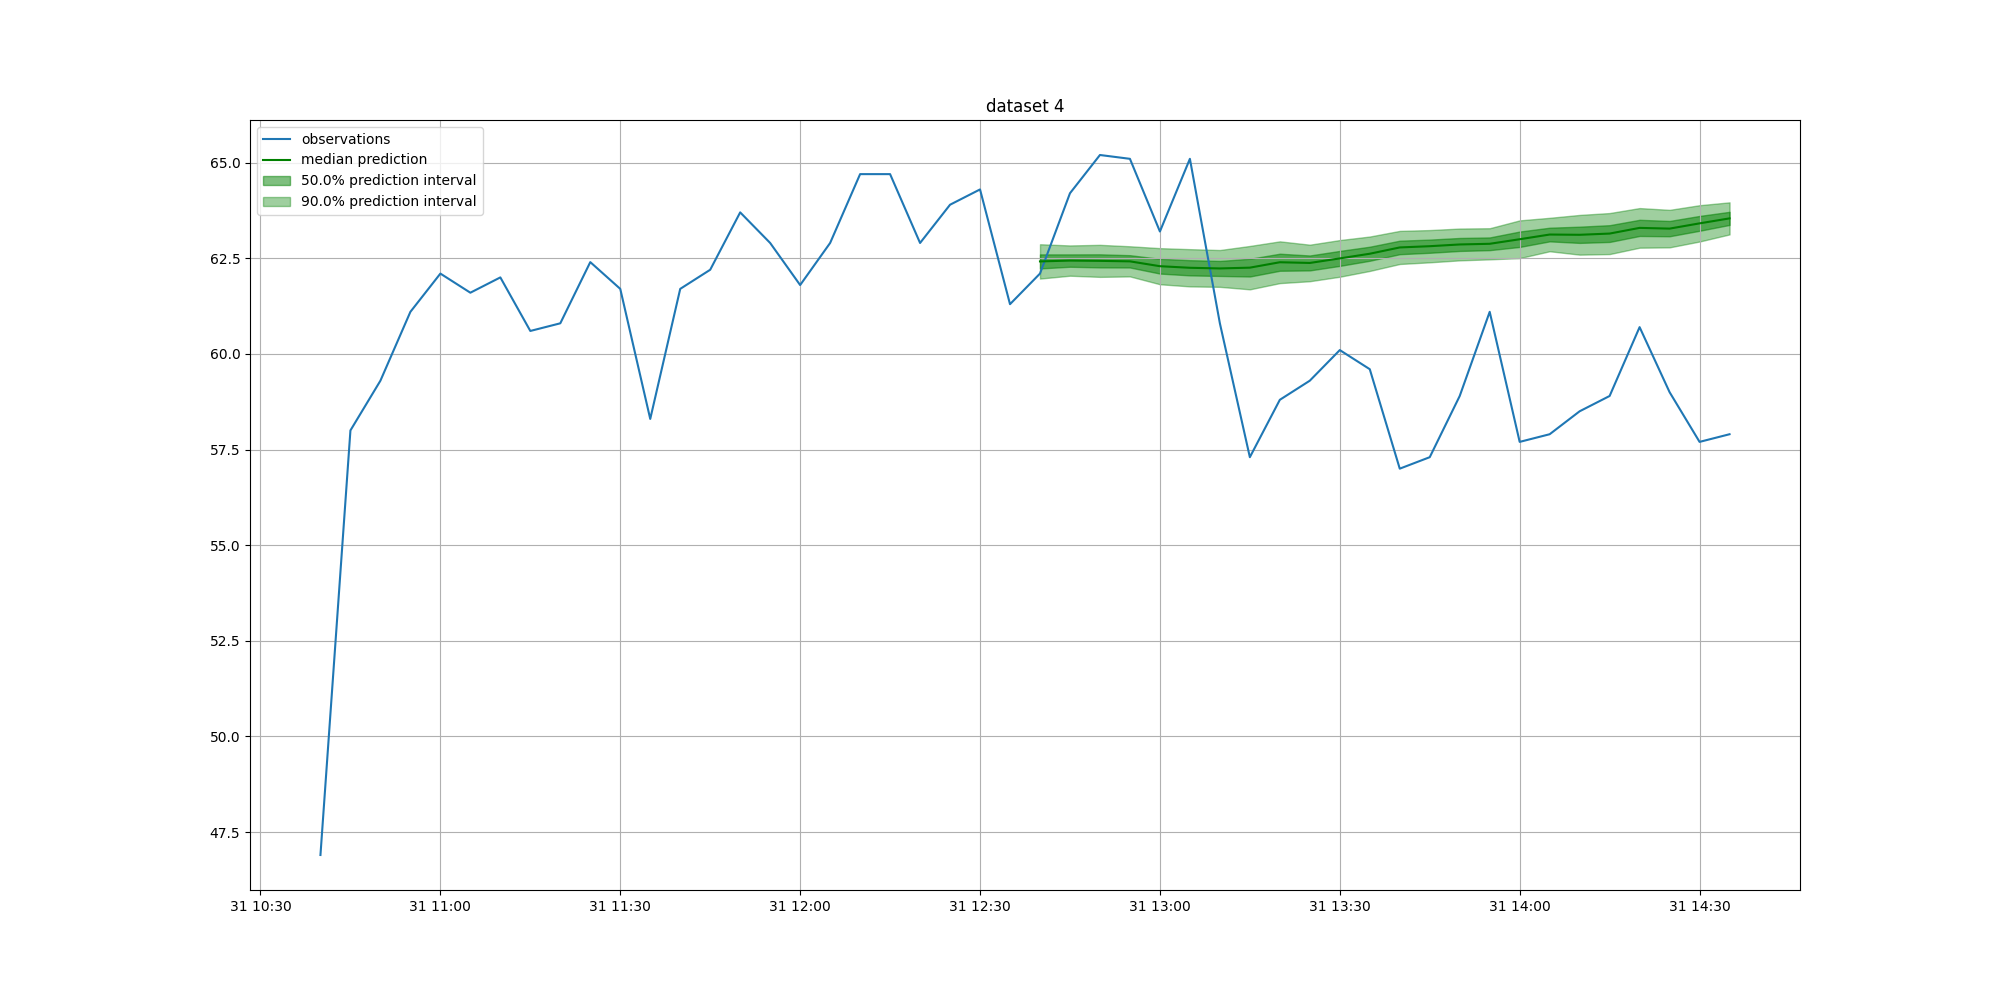 dataset 4
observations
median prediction
50.0% prediction interval
90.0% prediction interval
65.0
62.5
60.0
57.5
55.0
52.5
50.0
47.5
31 10:30 31 11:00 31 11:30 31 12:00 31 12:30 31 13:00 31 13:30 31 14:00 31 14:30